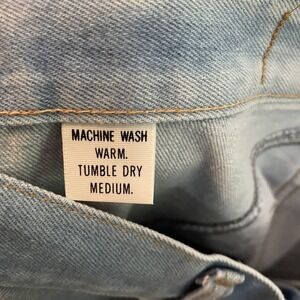 MACHINE WASH
WARM.
TUMBLE DRY
MEDIUM.